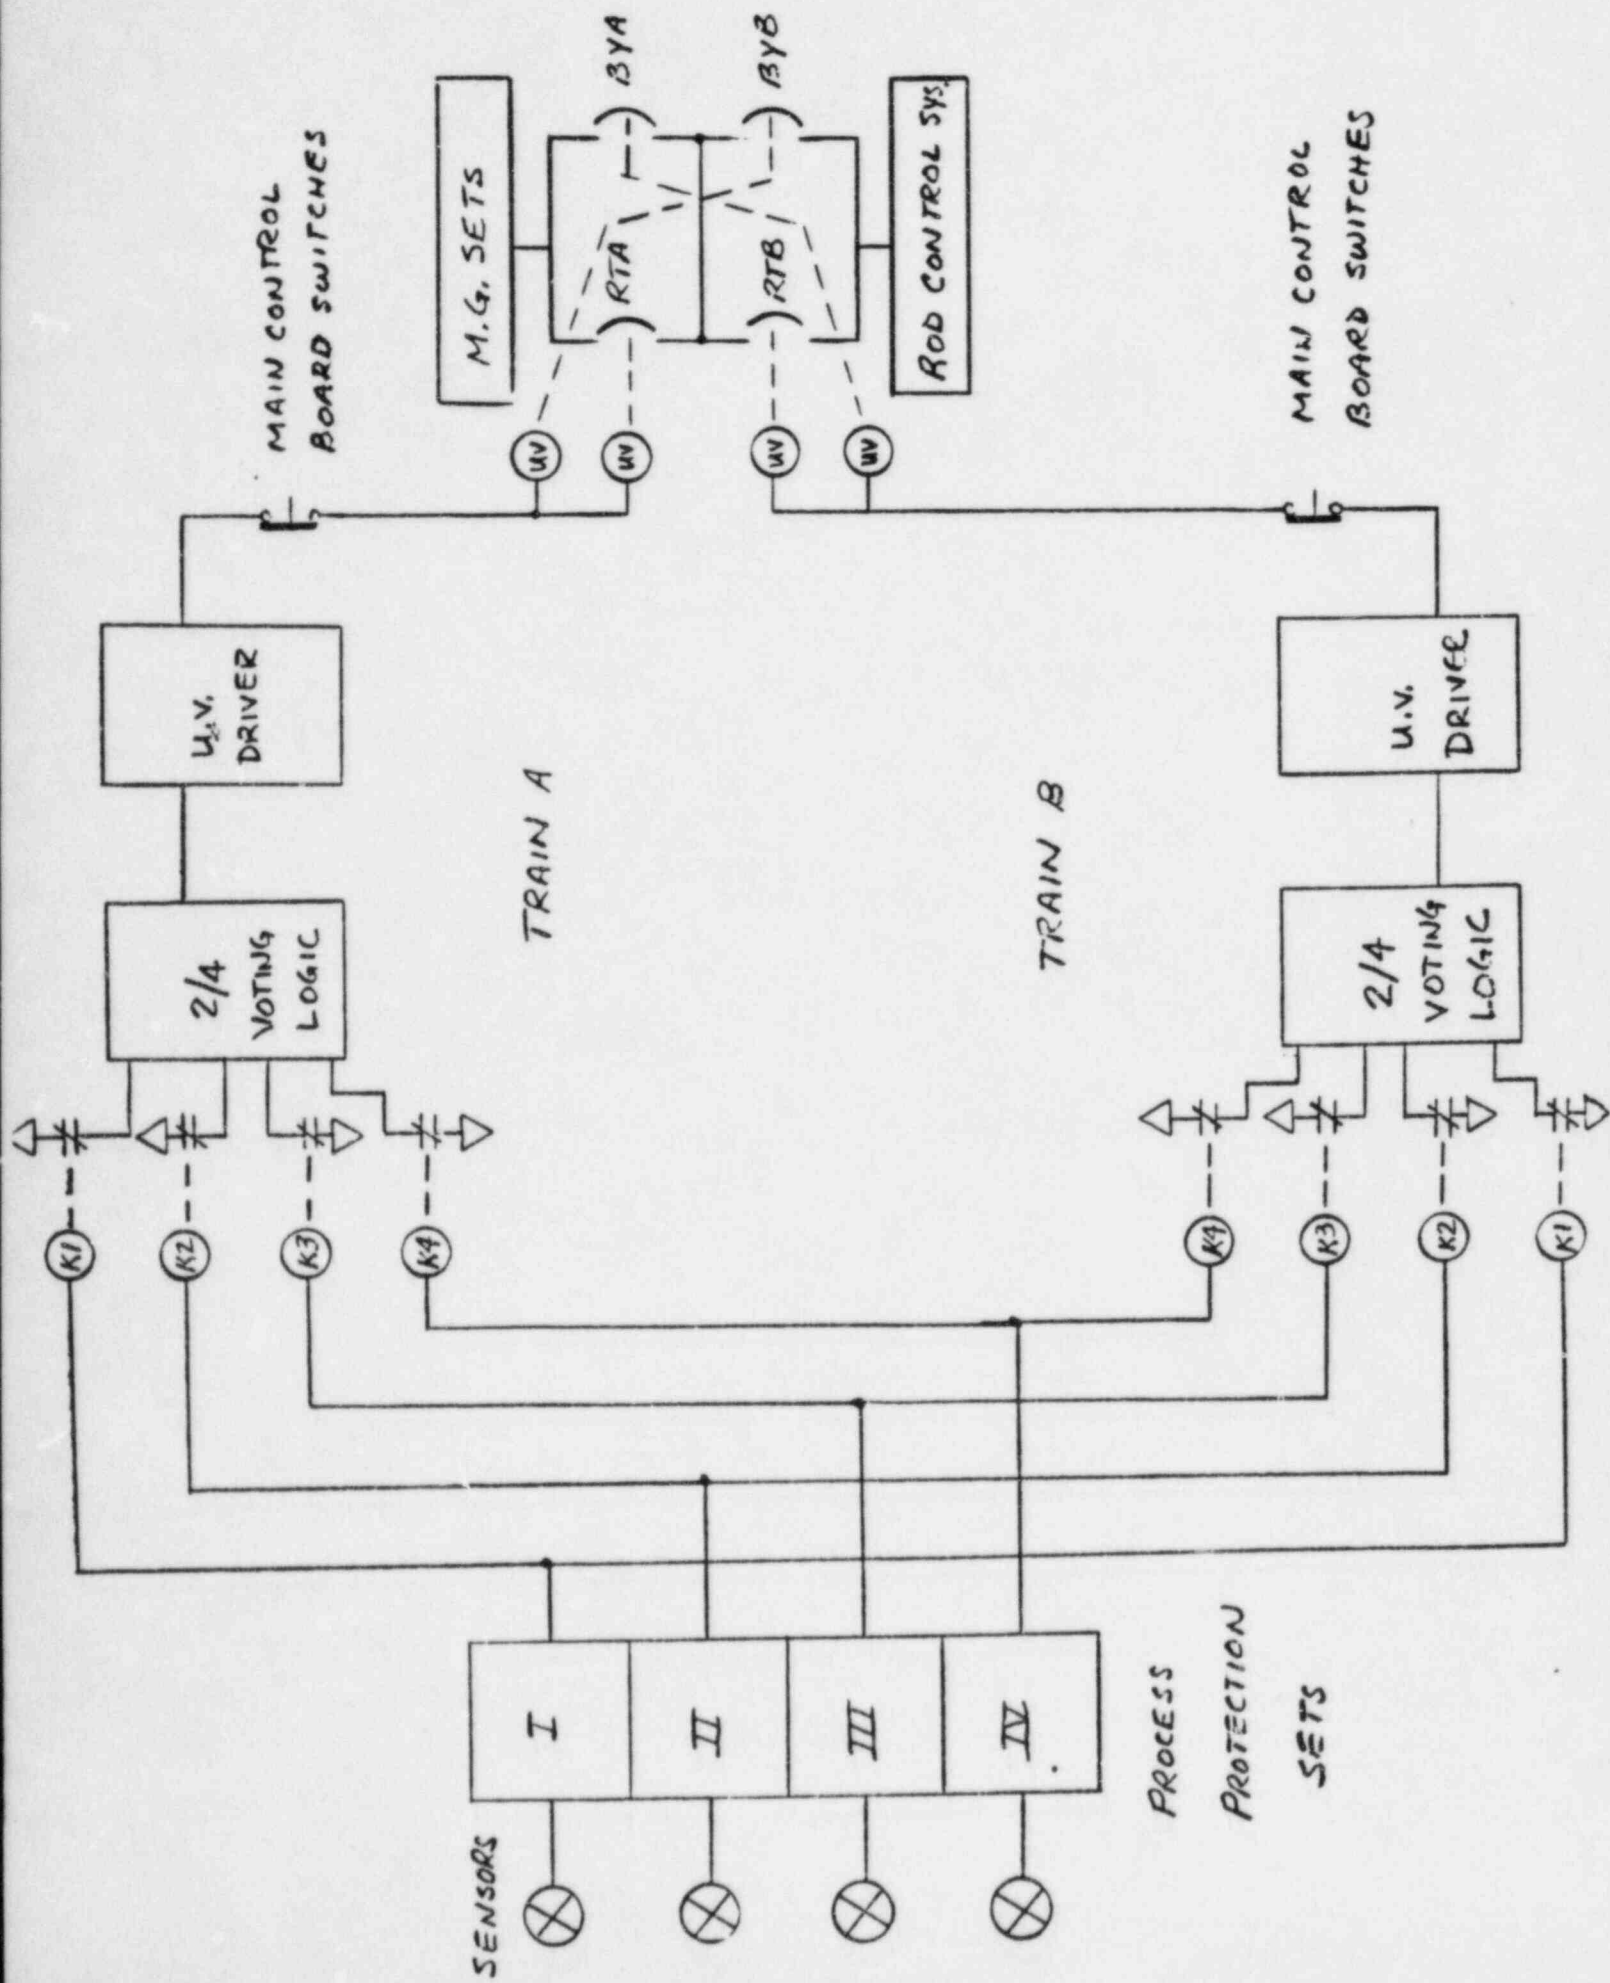 SENSORS
I
II
III
IV
PROCESS
PROTECTION
SETS
K1
K2
K3
K4
K4
K3
K2
K1
2/4
VOTING
LOGIC
2/4
VOTING
LOGIC
TRAIN A
TRAIN B
U.V.
DRIVER
U.V.
DRIVER
MAIN CONTROL
BOARD SWITCHES
MAIN CONTROL
BOARD SWITCHES
UV
UV
UV
UV
M.G. SETS
RTA
RTB
BYA
BYB
ROD CONTROL SYS.